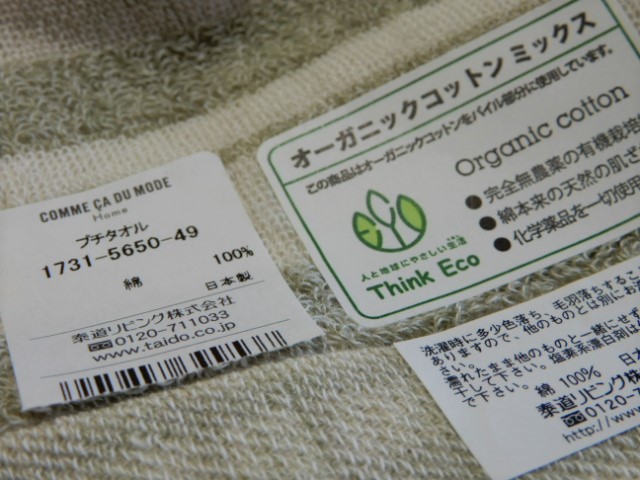 COMME ÇA DU MODE
Home
プチタオル
1731-5650-49
綿 100%
日本製
泰道リビング株式会社
0120-711033
www.taido.co.jp
オーガニックコットンミックス
この商品はオーガニックコットンをパイル部分に使用しています。
Organic cotton
●完全無農薬の有機栽培
●綿本来の天然の肌ざ
●化学薬品を一切使用
ECO
人と地球にやさしい生活
Think Eco
洗濯時に多少色落ち、毛羽落ちするこ
ありますので、他のものとは別にお洗
さい。
濡れたまま他のものと一緒にせず
干して下さい。塩素系漂白剤は
で下さい。
綿 100% 日
泰道リビング株
0120-71
http://www.